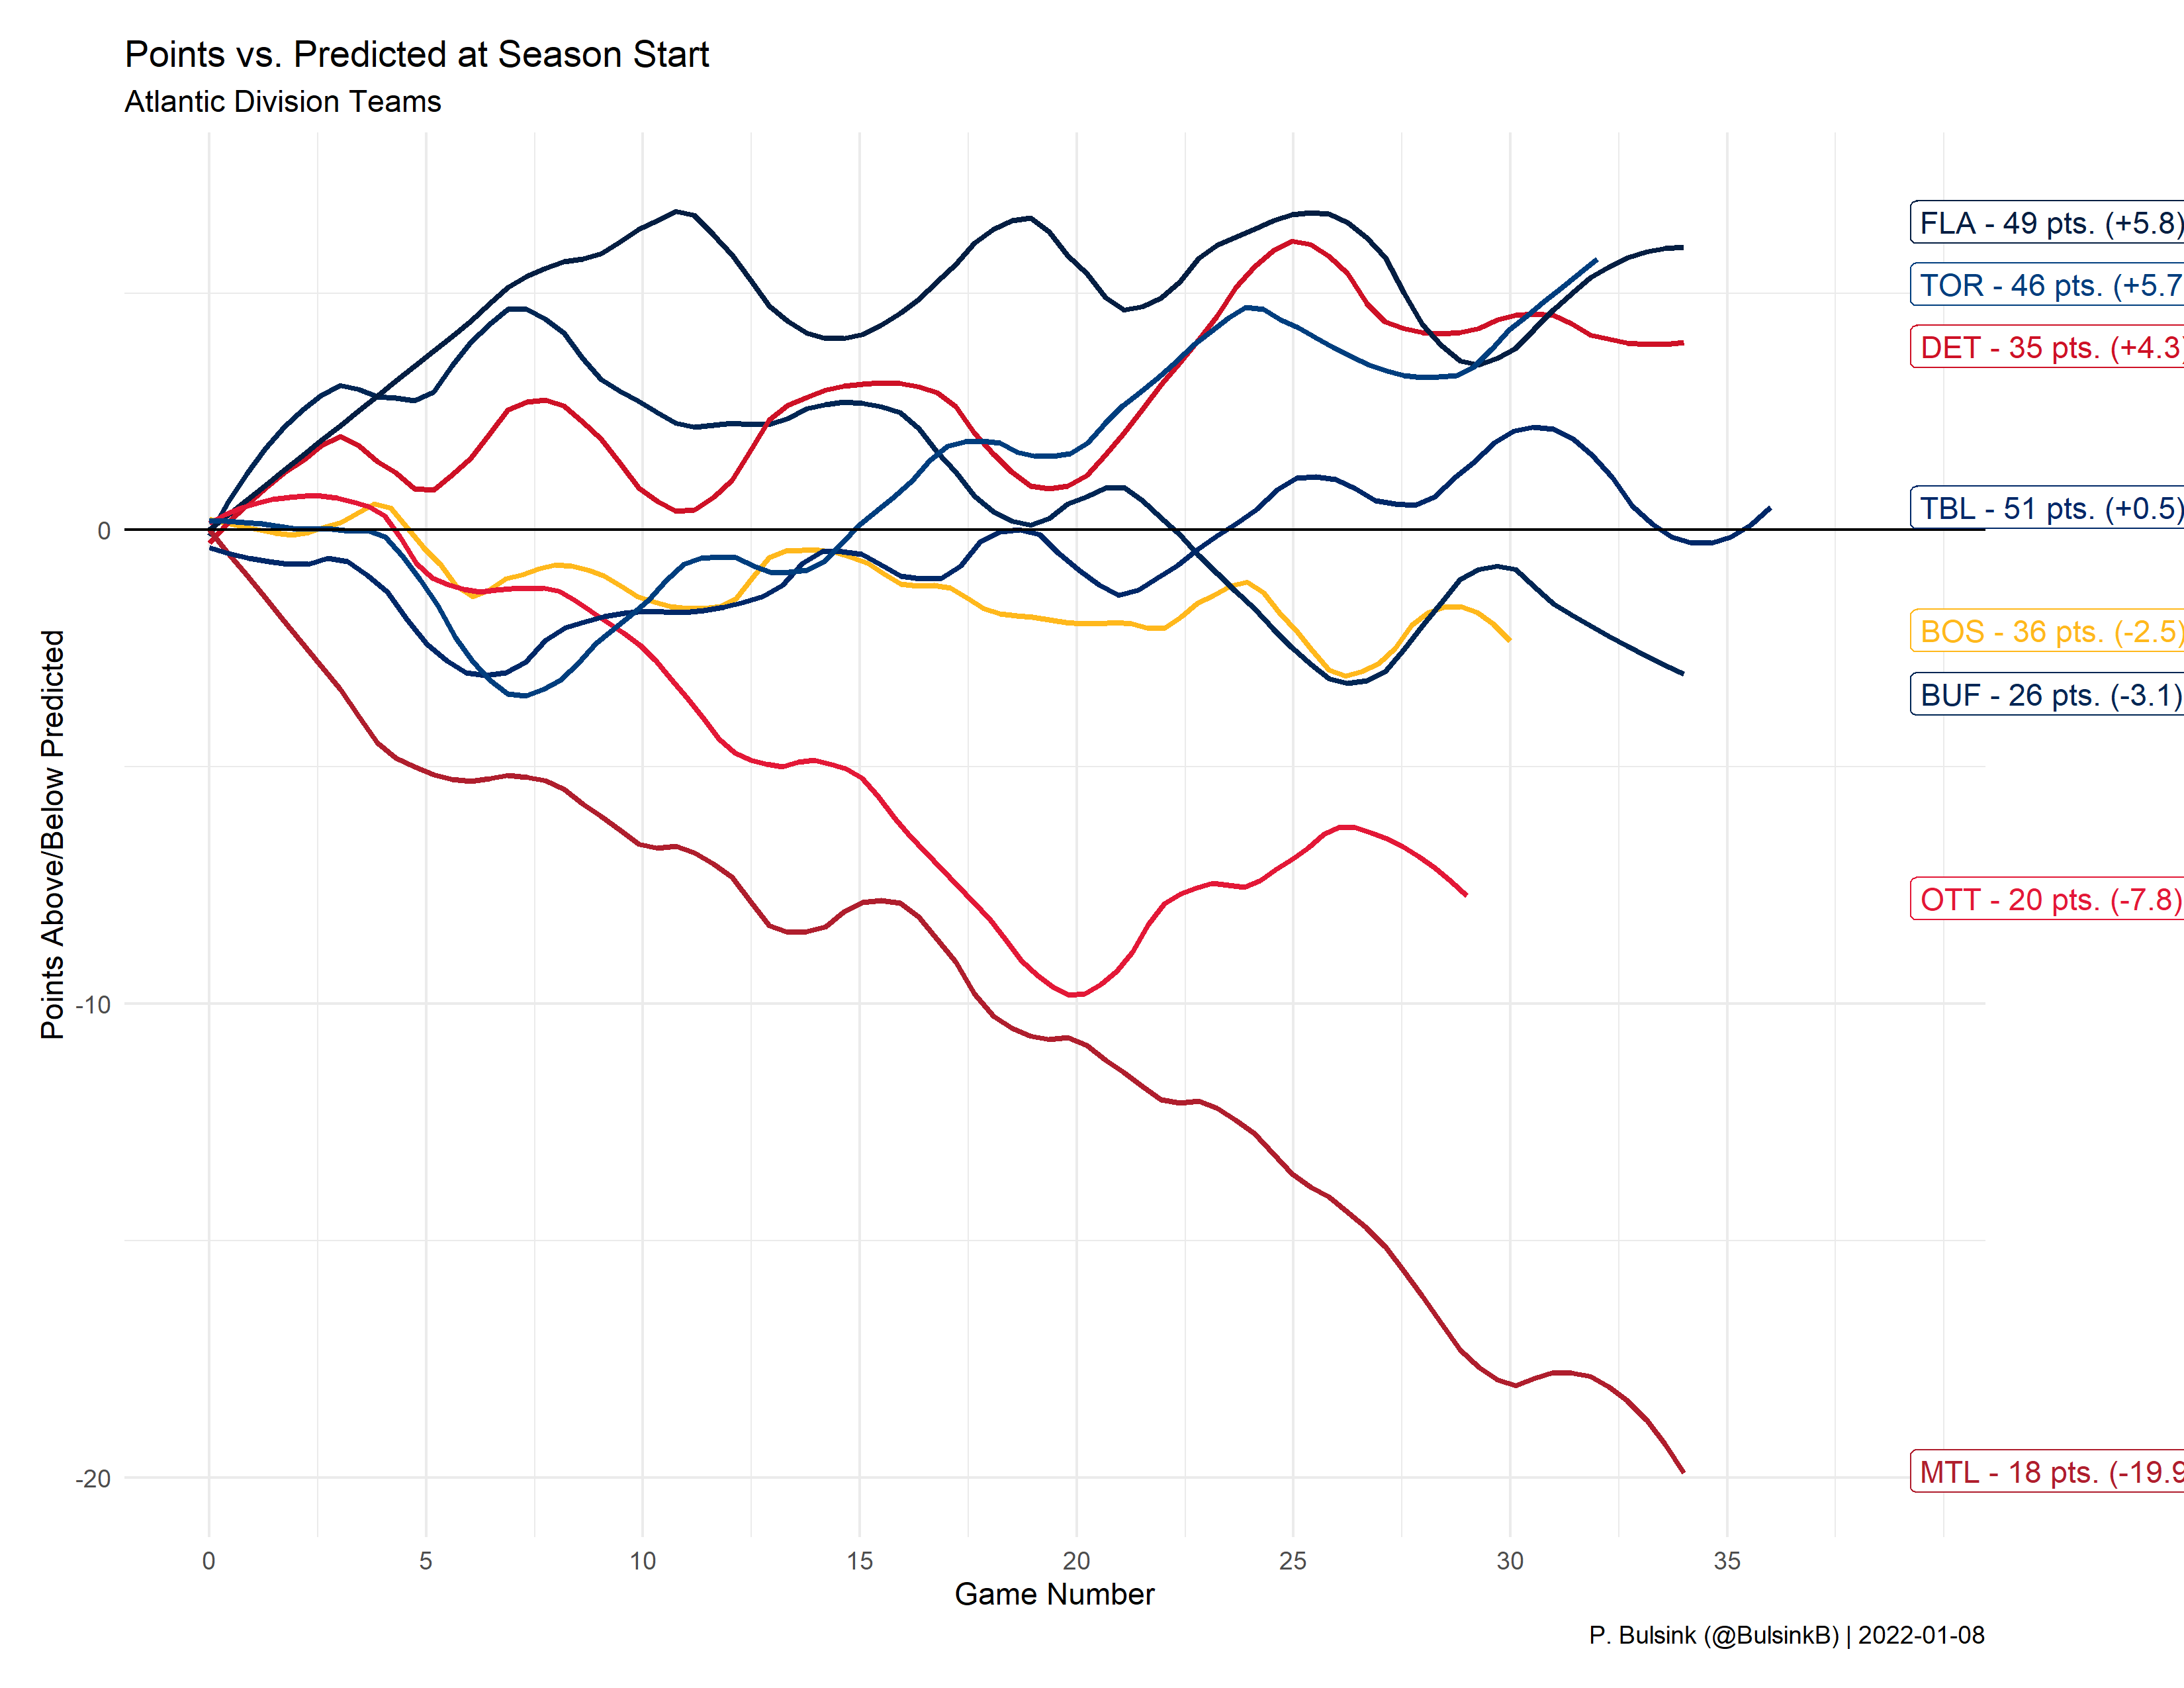 Points vs. Predicted at Season Start
Atlantic Division Teams
FLA - 49 pts. (+5.8)
TOR - 46 pts. (+5.7
DET - 35 pts. (+4.3)
TBL - 51 pts. (+0.5)
BOS - 36 pts. (-2.5)
BUF - 26 pts. (-3.1)
OTT - 20 pts. (-7.8)
MTL - 18 pts. (-19.9
Points Above/Below Predicted
0
-10
-20
0 5 10 15 20 25 30 35
Game Number
P. Bulsink (@BulsinkB) | 2022-01-08